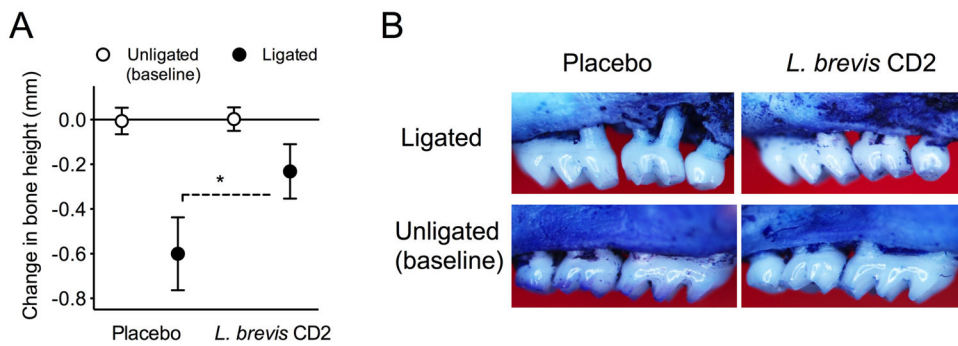 A
Unligated
(baseline)
Ligated
Change in bone height (mm)
0.0
-0.2
-0.4
-0.6
-0.8
*
Placebo
L. brevis CD2
B
Placebo
L. brevis CD2
Ligated
Unligated
(baseline)